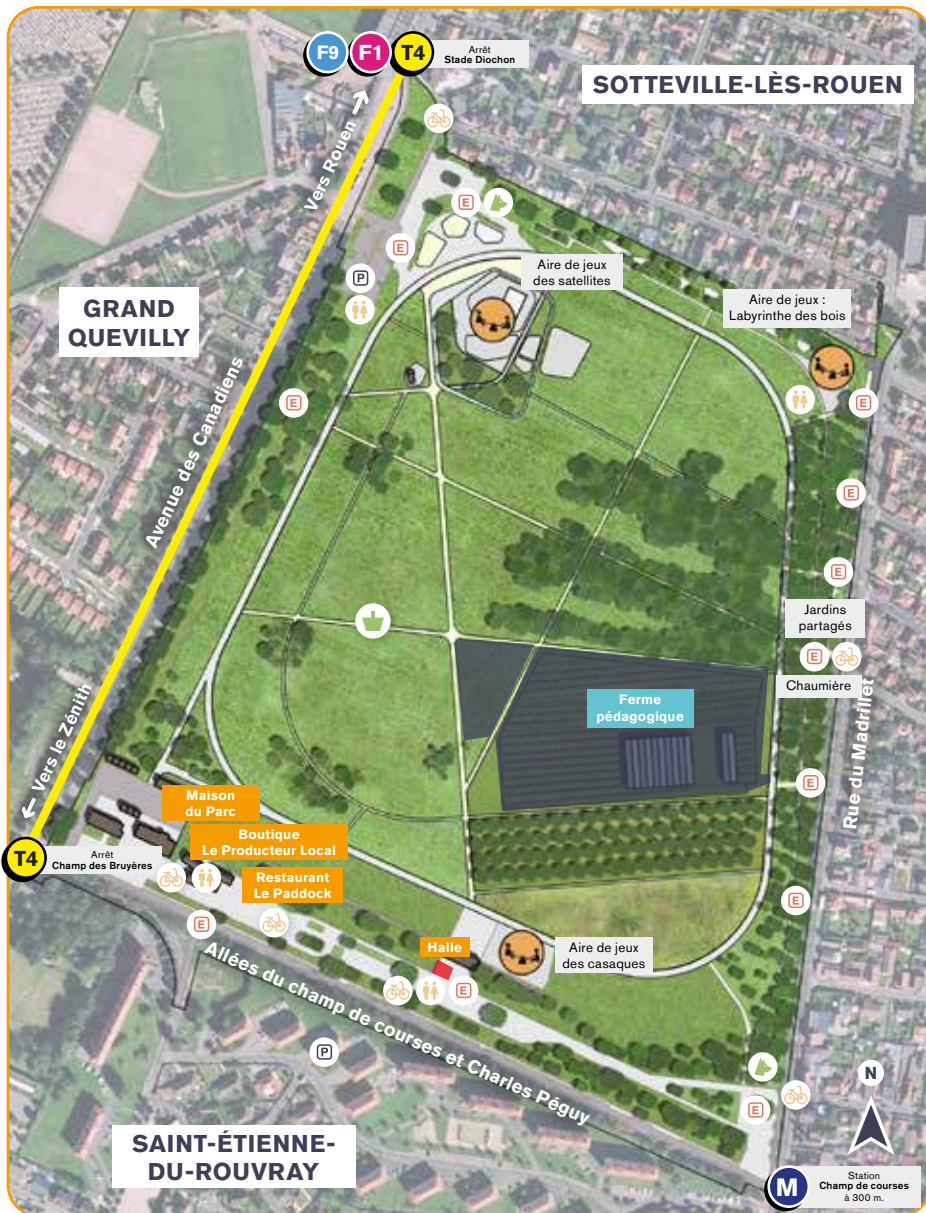 F9
F1
T4
Arrêt
Stade Diochon
SOTTEVILLE-LÈS-ROUEN
Vers Rouen →
E
E
P
Aire de jeux
des satellites
GRAND
QUEVILLY
Aire de jeux :
Labyrinthe des bois
E
E
Avenue des Canadiens
E
E
Jardins
partagés
E
Chaumière
Ferme
pédagogique
Rue du Madrillet
← Vers le Zénith
E
Maison
du Parc
Boutique
Le Producteur Local
T4
Arrêt
Champ des Bruyères
Restaurant
Le Paddock
E
E
Halle
Aire de jeux
des casaques
E
Allées du champ de courses et Charles Péguy
P
N
E
SAINT-ÉTIENNE-
DU-ROUVRAY
M
Station
Champ de courses
à 300 m.